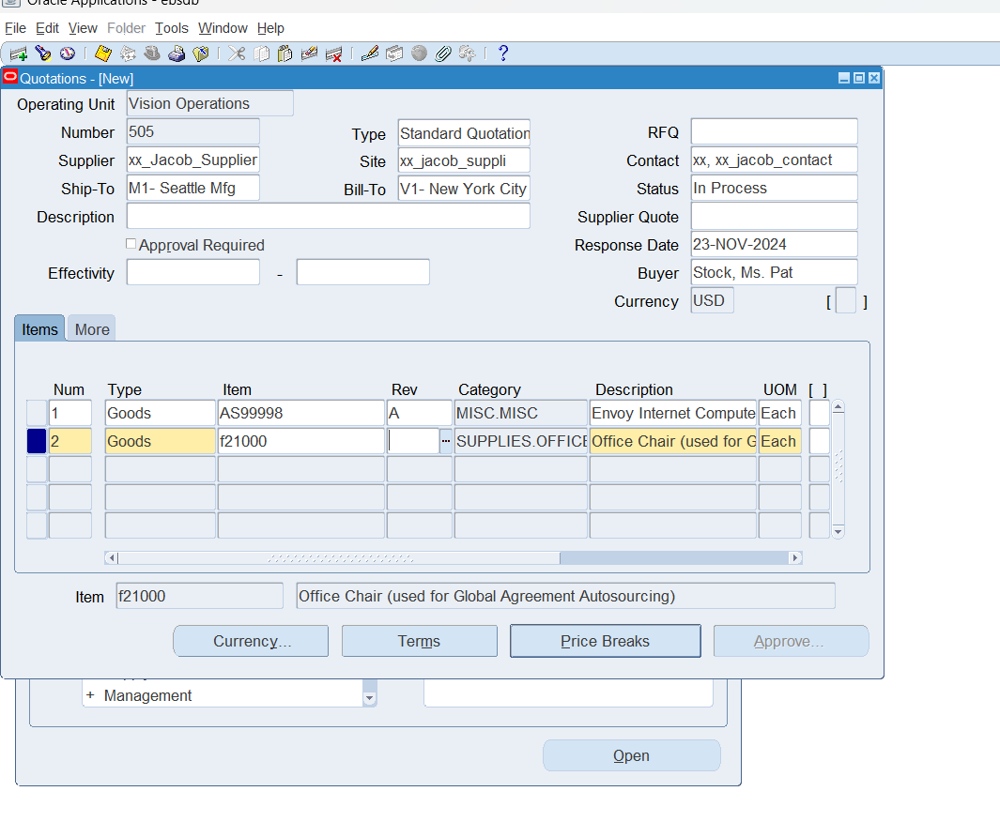 Oracle Applications - ebsdb
File Edit View Folder Tools Window Help
Quotations - [New]
Operating Unit Vision Operations
Number 505 Type Standard Quotation RFQ
Supplier xx_Jacob_Supplier Site xx_jacob_suppli Contact xx, xx_jacob_contact
Ship-To M1- Seattle Mfg Bill-To V1- New York City Status In Process
Description Supplier Quote
Approval Required Response Date 23-NOV-2024
Effectivity - Buyer Stock, Ms. Pat
Currency USD [ ]
Items More
Num Type Item Rev Category Description UOM [ ]
1 Goods AS99998 A MISC.MISC Envoy Internet Compute Each
2 Goods f21000 ... SUPPLIES.OFFICE Office Chair (used for G Each
Item f21000 Office Chair (used for Global Agreement Autosourcing)
Currency... Terms Price Breaks Approve...
+ Management
Open